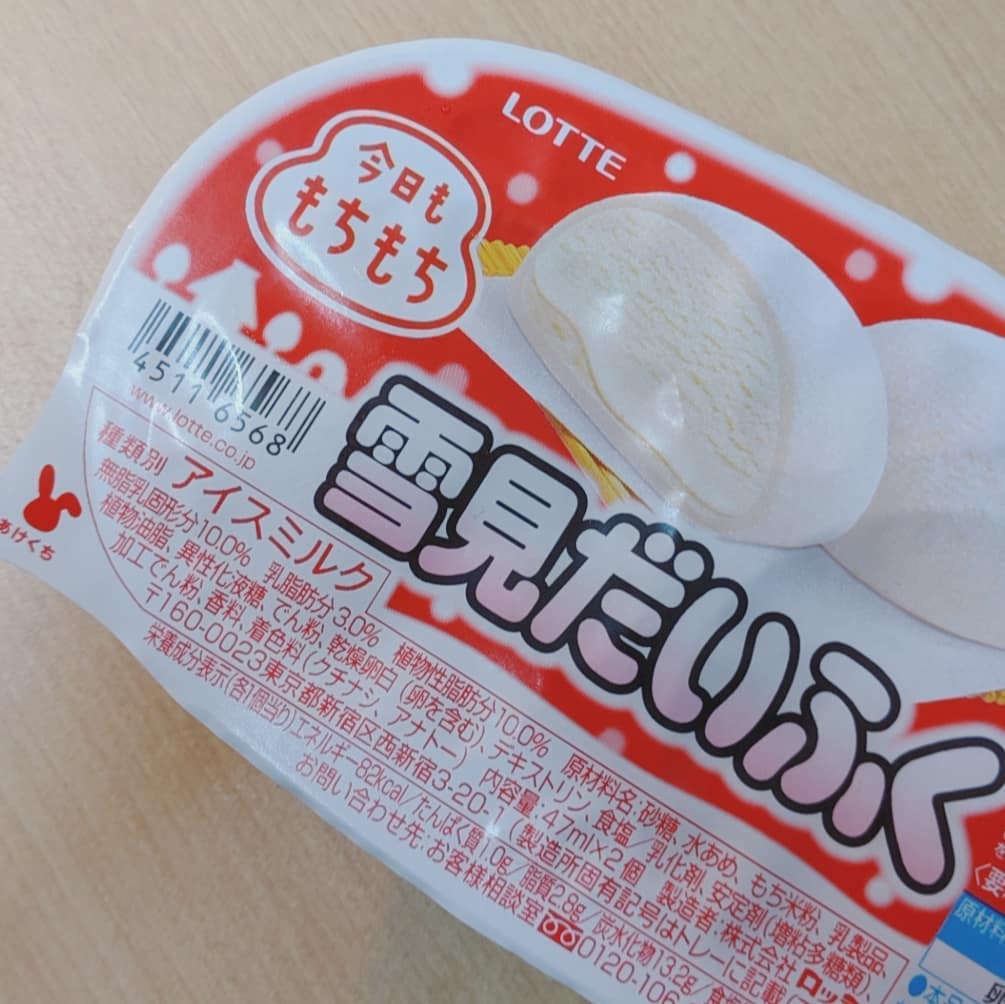 LOTTE
今日も
もちもち
45116568
www.lotte.co.jp
雪見だいふく
あけくち
種類別 アイスミルク
無脂乳固形分10.0% 乳脂肪分3.0% 植物性脂肪分10.0% 原材料名:砂糖、水あめ、もち米粉、乳製品、
植物油脂、異性化液糖、でん粉、乾燥卵白(卵を含む)、デキストリン、食塩/乳化剤、安定剤(増粘多糖類)、
加工でん粉、香料、着色料(クチナシ、アナトー) 内容量:47ml×2個 製造者:株式会社ロッ
〒160-0023東京都新宿区西新宿3-20-1(製造所固有記号はトレーに記載
栄養成分表示(各1個当り)エネルギー82kcal/たんぱく質1.0g/脂質2.8g/炭水化物13.2g/食
お問い合わせ先:お客様相談室 0120-106
を
〈要
原材料